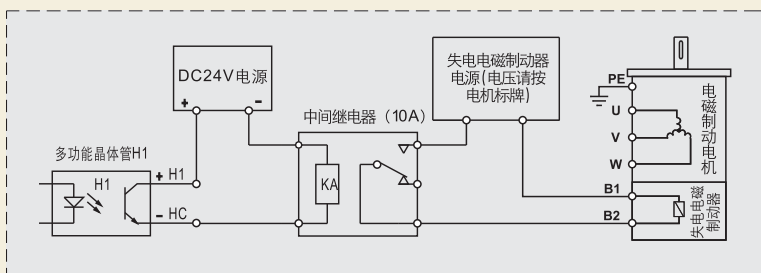 DC24V电源
+
-
失电电磁制动器
电源(电压请按
电机标牌)
中间继电器（10A）
多功能晶体管H1
H1
+ H1
- HC
KA
PE
U
V
W
B1
B2
电磁制动电机
失电电磁
制动器